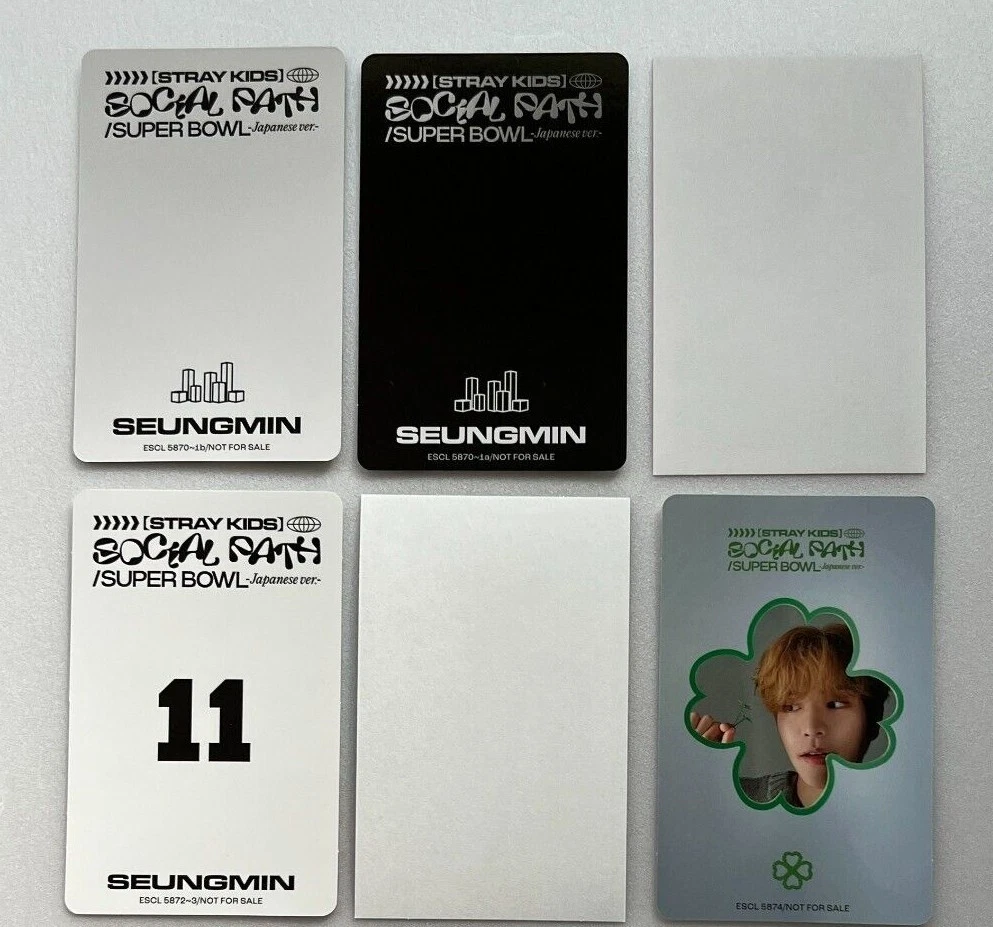 ❯❯❯❯❯[STRAY KIDS]
SOCIAL PATH
/SUPER BOWL-Japanese ver.-
SEUNGMIN
ESCL 5870~1b/NOT FOR SALE
❯❯❯❯❯[STRAY KIDS]
SOCIAL PATH
/SUPER BOWL-Japanese ver.-
SEUNGMIN
ESCL 5870~1a/NOT FOR SALE
❯❯❯❯❯[STRAY KIDS]
SOCIAL PATH
/SUPER BOWL-Japanese ver.-
11
SEUNGMIN
ESCL 5872~3/NOT FOR SALE
❯❯❯❯❯[STRAY KIDS]
SOCIAL PATH
/SUPER BOWL-Japanese ver.-
ESCL 5874/NOT FOR SALE